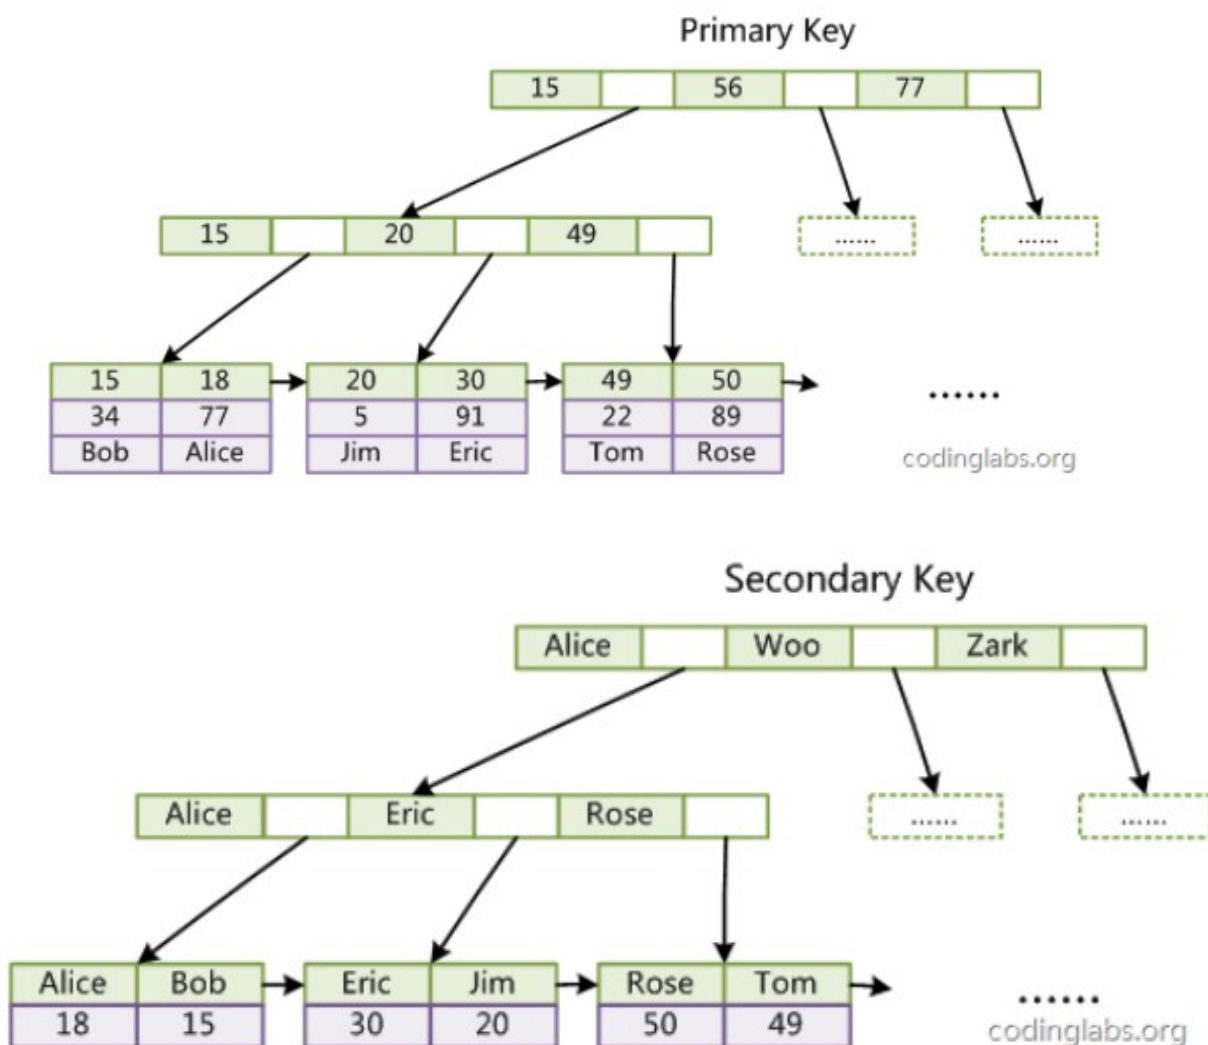 Primary Key
15 56 77
15 20 49
...... ......
15 18 20 30 49 50
34 77 5 91 22 89
Bob Alice Jim Eric Tom Rose
......
codinglabs.org
Secondary Key
Alice Woo Zark
Alice Eric Rose
...... ......
Alice Bob Eric Jim Rose Tom
18 15 30 20 50 49
......
codinglabs.org